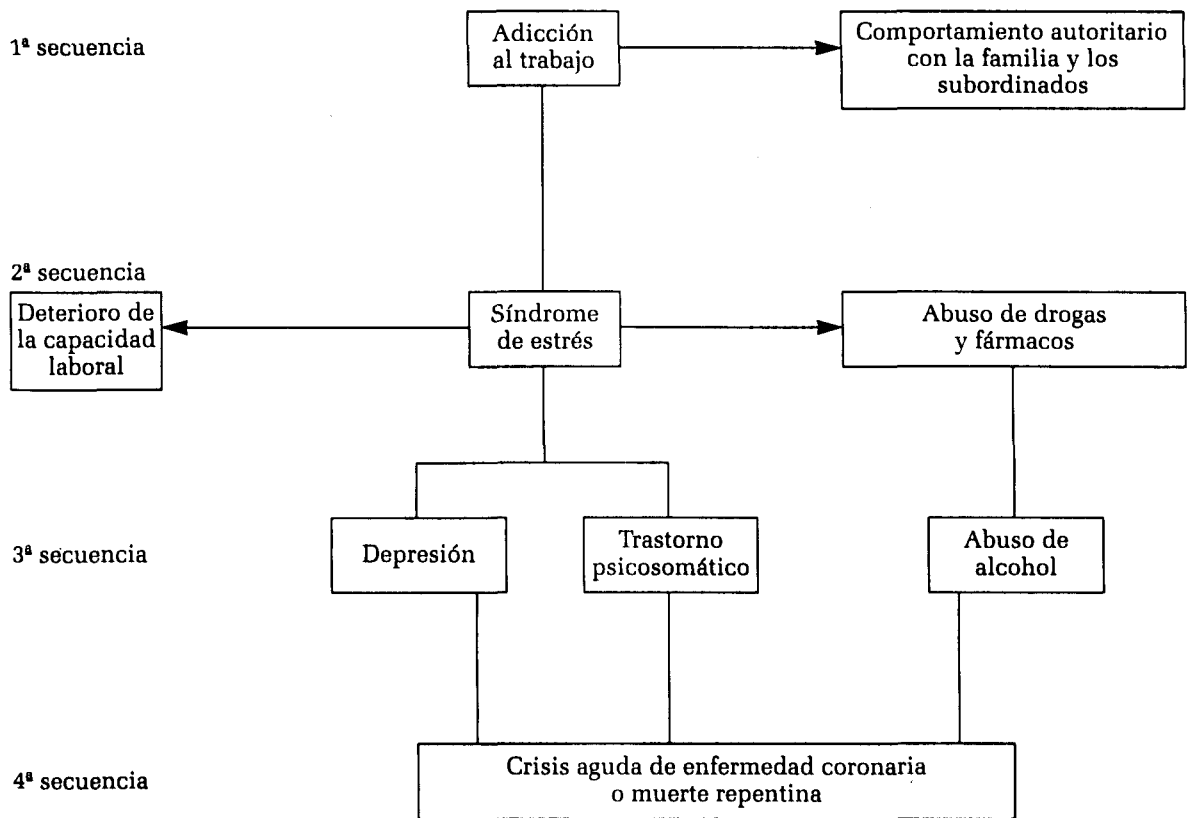 1ª secuencia
Adicción
al trabajo
Comportamiento autoritario
con la familia y los
subordinados
2ª secuencia
Deterioro de
la capacidad
laboral
Síndrome
de estrés
Abuso de drogas
y fármacos
3ª secuencia
Depresión
Trastorno
psicosomático
Abuso de
alcohol
4ª secuencia
Crisis aguda de enfermedad coronaria
o muerte repentina